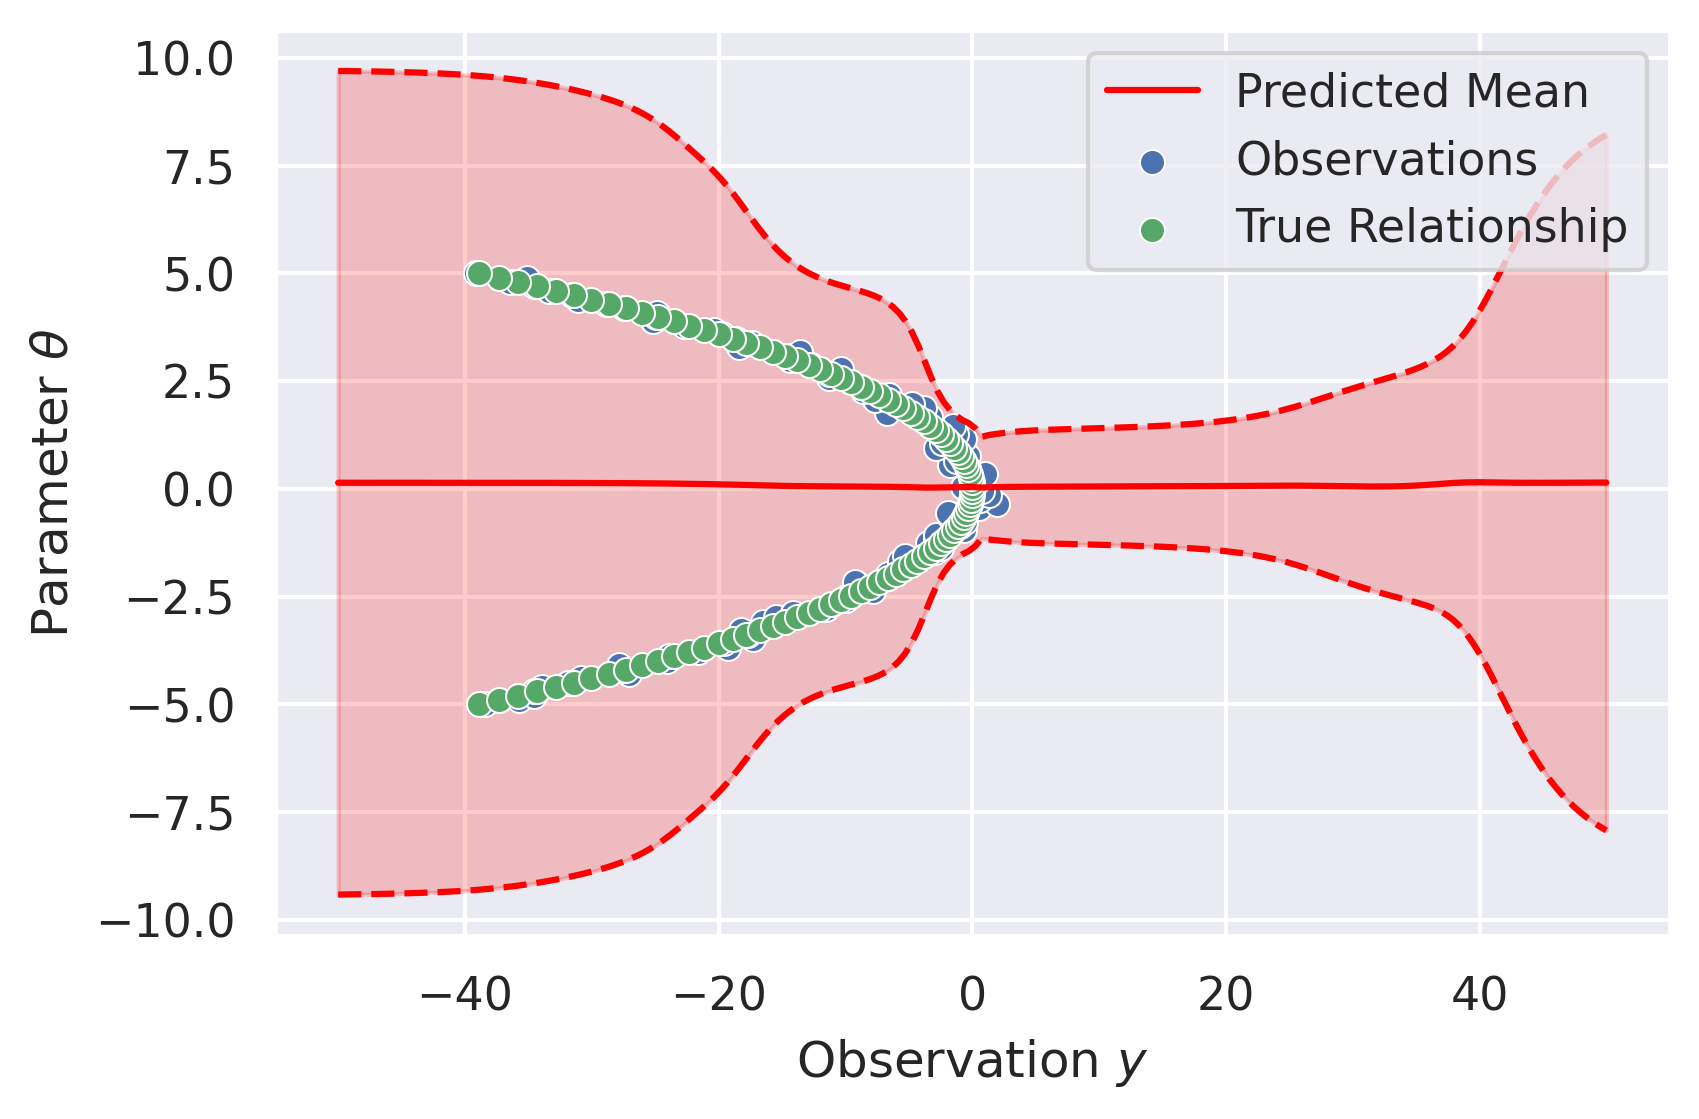 Parameter θ
10.0
7.5
5.0
2.5
0.0
−2.5
−5.0
−7.5
−10.0
Predicted Mean
Observations
True Relationship
−40
−20
0
20
40
Observation y